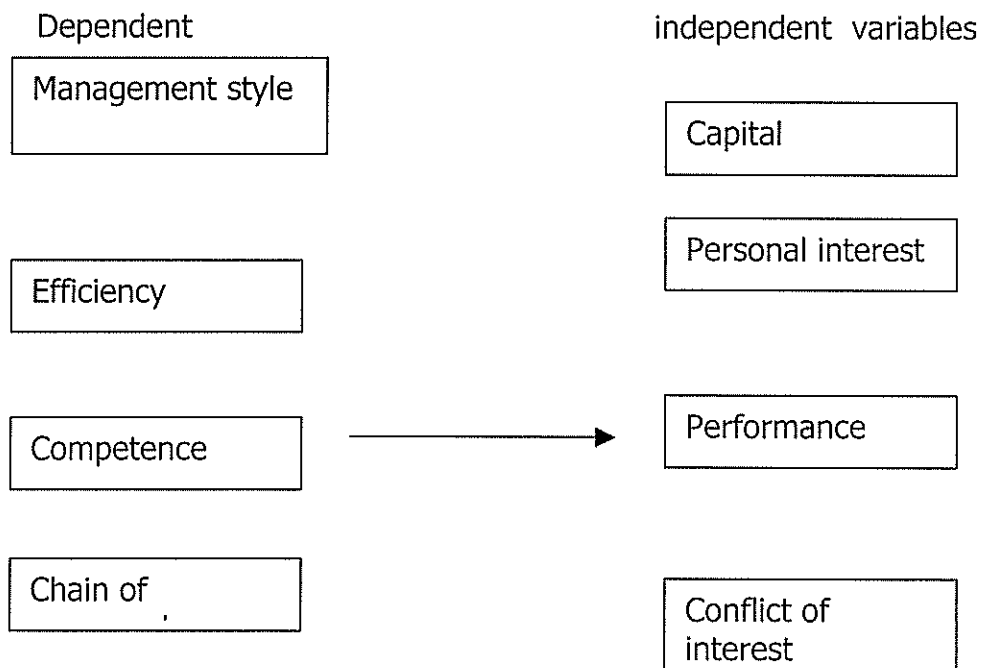 Dependent
Management style
Efficiency
Competence
Chain of
independent variables
Capital
Personal interest
Performance
Conflict of
interest